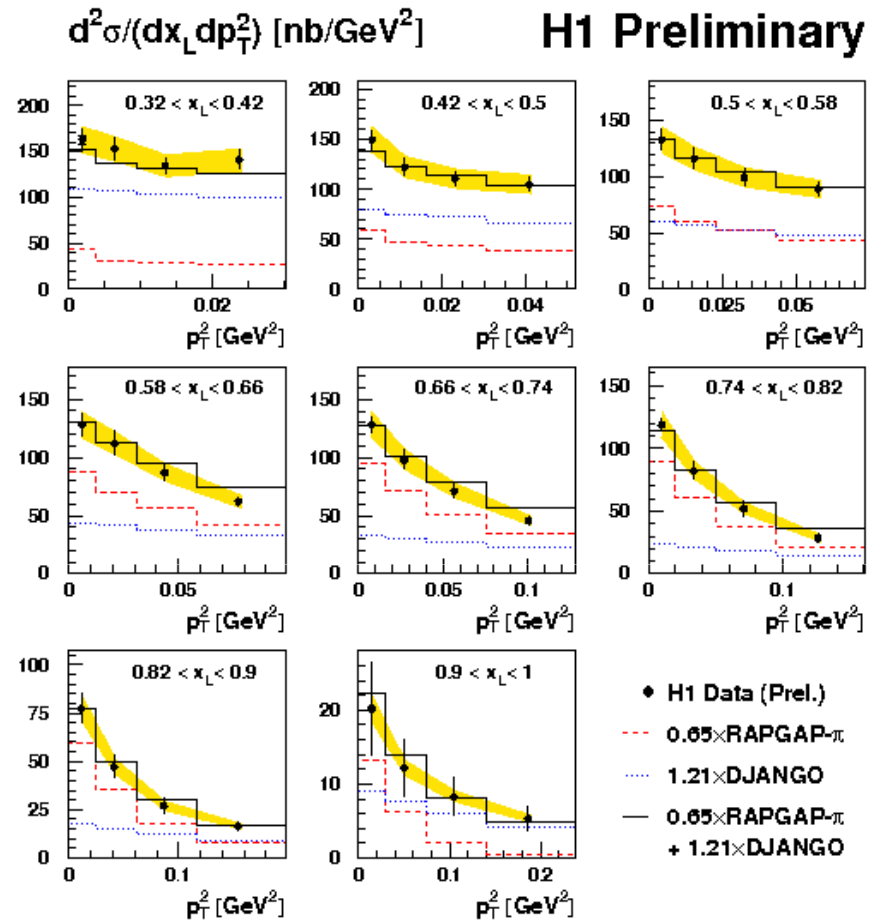 d²σ/(dx_L dp_T²) [nb/GeV²] H1 Preliminary
0.32 < x_L < 0.42
200
150
100
50
0
0 0.02
p_T² [GeV²]
0.42 < x_L < 0.5
200
150
100
50
0
0 0.02 0.04
p_T² [GeV²]
0.5 < x_L < 0.58
150
100
50
0
0 0.025 0.05
p_T² [GeV²]
0.58 < x_L < 0.66
150
100
50
0
0 0.05
p_T² [GeV²]
0.66 < x_L < 0.74
150
100
50
0
0 0.05 0.1
p_T² [GeV²]
0.74 < x_L < 0.82
150
100
50
0
0 0.1
p_T² [GeV²]
0.82 < x_L < 0.9
100
75
50
25
0
0 0.1
p_T² [GeV²]
0.9 < x_L < 1
20
10
0
0 0.1 0.2
p_T² [GeV²]
H1 Data (Prel.)
0.65×RAPGAP-π
1.21×DJANGO
0.65×RAPGAP-π
+ 1.21×DJANGO